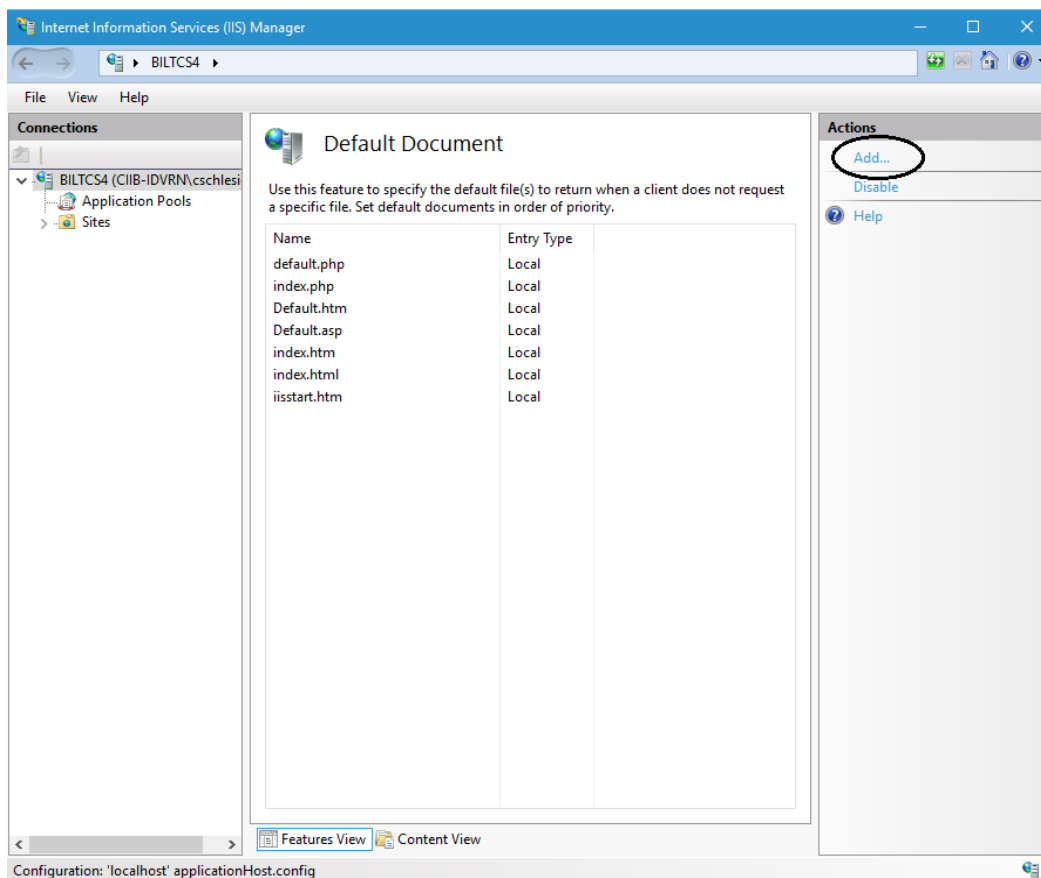 Internet Information Services (IIS) Manager
BILTCS4
File View Help
Connections
BILTCS4 (CIIB-IDVRN\cschlesi
Application Pools
Sites
Default Document
Use this feature to specify the default file(s) to return when a client does not request
a specific file. Set default documents in order of priority.
Name Entry Type
default.php Local
index.php Local
Default.htm Local
Default.asp Local
index.htm Local
index.html Local
iisstart.htm Local
Features View Content View
Actions
Add...
Disable
Help
Configuration: 'localhost' applicationHost.config